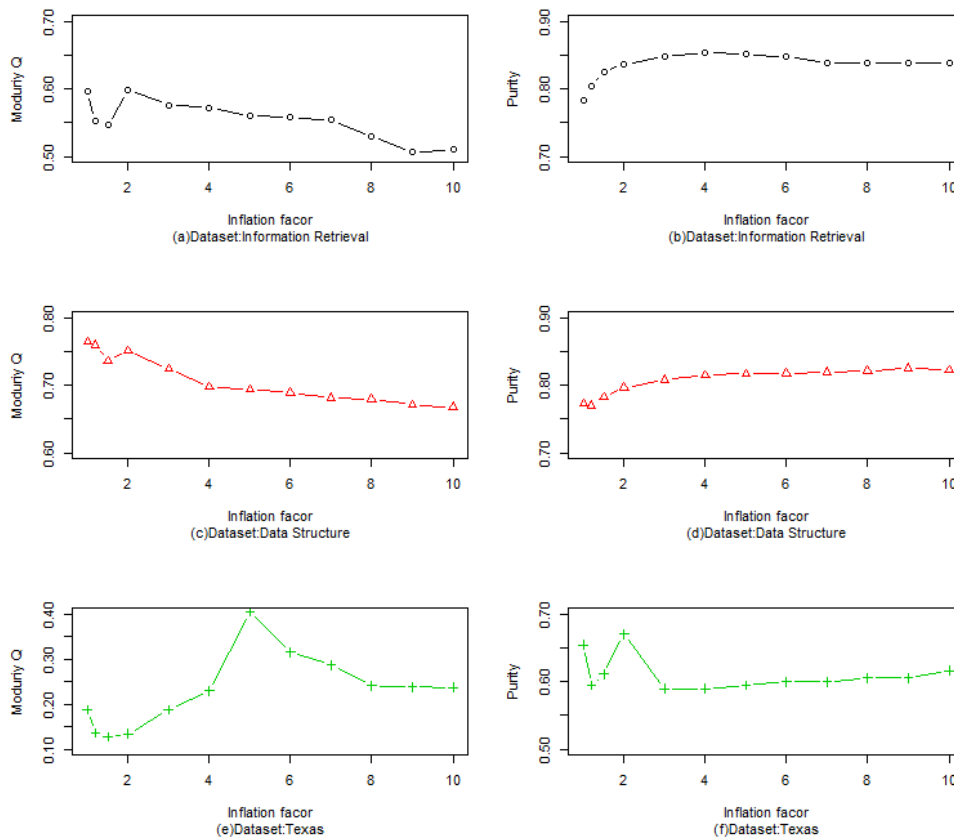 Moduriy Q
0.50 0.60 0.70
2 4 6 8 10
Inflation facor
(a)Dataset:Information Retrieval
Purity
0.70 0.80 0.90
2 4 6 8 10
Inflation facor
(b)Dataset:Information Retrieval
Moduriy Q
0.60 0.70 0.80
2 4 6 8 10
Inflation facor
(c)Dataset:Data Structure
Purity
0.70 0.80 0.90
2 4 6 8 10
Inflation facor
(d)Dataset:Data Structure
Moduriy Q
0.10 0.20 0.30 0.40
2 4 6 8 10
Inflation facor
(e)Dataset:Texas
Purity
0.50 0.60 0.70
2 4 6 8 10
Inflation facor
(f)Dataset:Texas